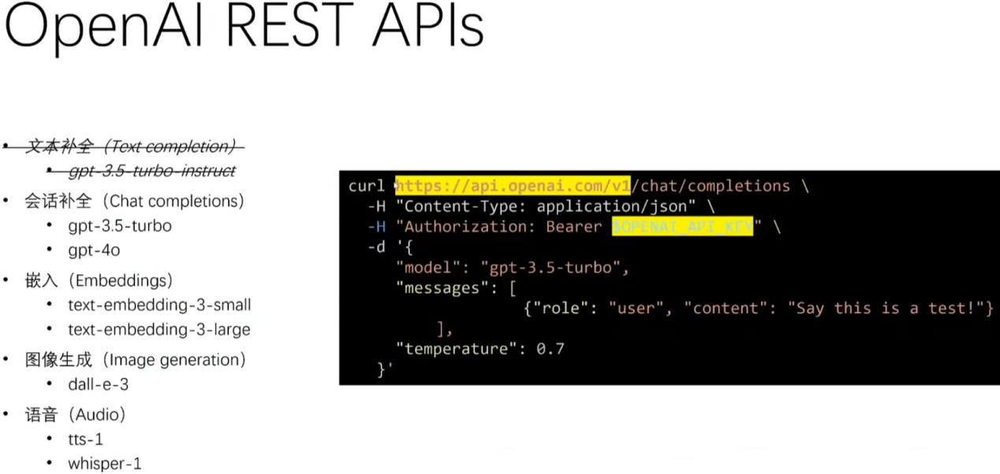 OpenAI REST APIs
• 文本补全（Text completion）
• gpt-3.5-turbo-instruct
• 会话补全（Chat completions）
• gpt-3.5-turbo
• gpt-4o
• 嵌入（Embeddings）
• text-embedding-3-small
• text-embedding-3-large
• 图像生成（Image generation）
• dall-e-3
• 语音（Audio）
• tts-1
• whisper-1
curl https://api.openai.com/v1/chat/completions \
-H "Content-Type: application/json" \
-H "Authorization: Bearer $OPENAI_API_KEY" \
-d '{
"model": "gpt-3.5-turbo",
"messages": [
{"role": "user", "content": "Say this is a test!"}
],
"temperature": 0.7
}'